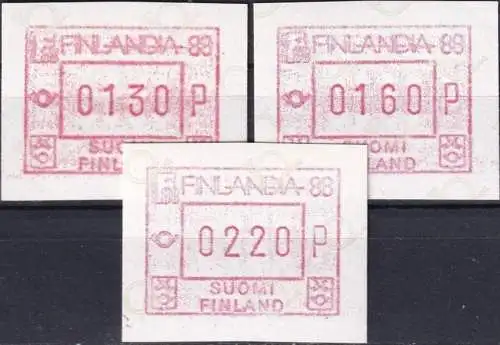 FINLANDIA-88
0130 P
SUOMI
FINLAND
FINLANDIA-88
0160 P
SUOMI
FINLAND
FINLANDIA-88
0220 P
SUOMI
FINLAND